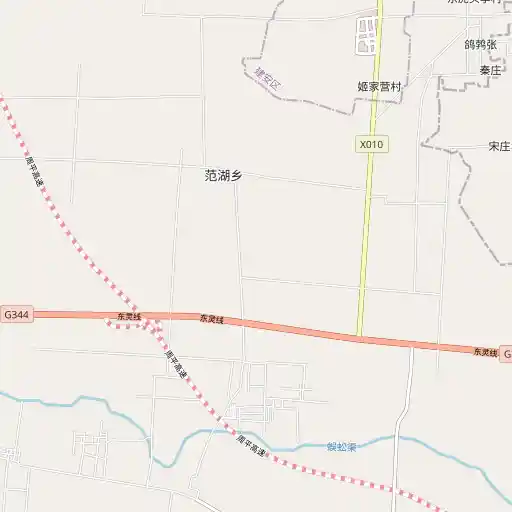 鸽鹁张
秦庄
建安区
姬家营村
X010
宋庄
周平高速
范湖乡
G344
东灵线
东灵线
东灵线
周平高速
周平高速
蜈蚣渠